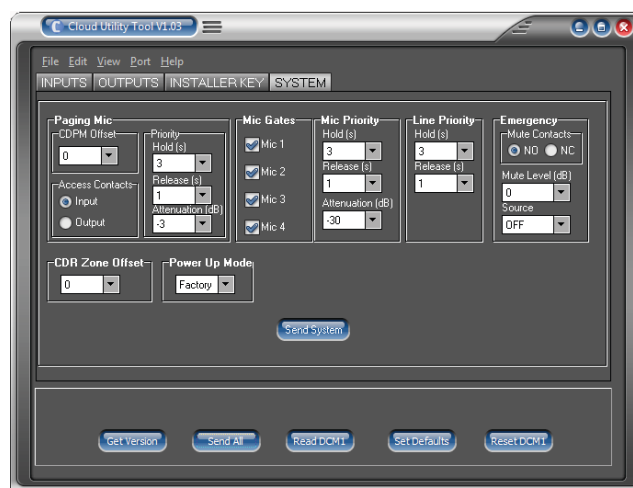 Cloud Utility Tool V1.03
File Edit View Port Help
INPUTS OUTPUTS INSTALLER KEY SYSTEM
Paging Mic
CDPM Offset
0
Access Contacts
Input
Output
Priority
Hold (s)
3
Release (s)
1
Attenuation (dB)
-3
Mic Gates
Mic 1
Mic 2
Mic 3
Mic 4
Mic Priority
Hold (s)
3
Release (s)
1
Attenuation (dB)
-30
Line Priority
Hold (s)
3
Release (s)
1
Emergency
Mute Contacts
NO NC
Mute Level (dB)
0
Source
OFF
CDR Zone Offset
0
Power Up Mode
Factory
Send System
Get Version Send All Read DCM1 Set Defaults Reset DCM1